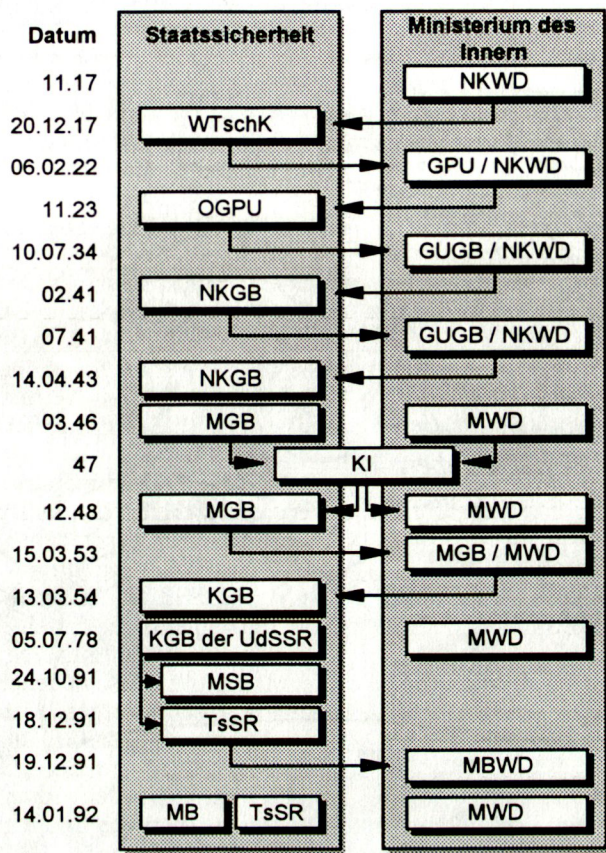 Datum Staatssicherheit Ministerium des
Innern
11.17 NKWD
20.12.17 WTschK
06.02.22 GPU / NKWD
11.23 OGPU
10.07.34 GUGB / NKWD
02.41 NKGB
07.41 GUGB / NKWD
14.04.43 NKGB
03.46 MGB MWD
47 KI
12.48 MGB MWD
15.03.53 MGB / MWD
13.03.54 KGB
05.07.78 KGB der UdSSR MWD
24.10.91 MSB
18.12.91 TsSR
19.12.91 MBWD
14.01.92 MB TsSR MWD